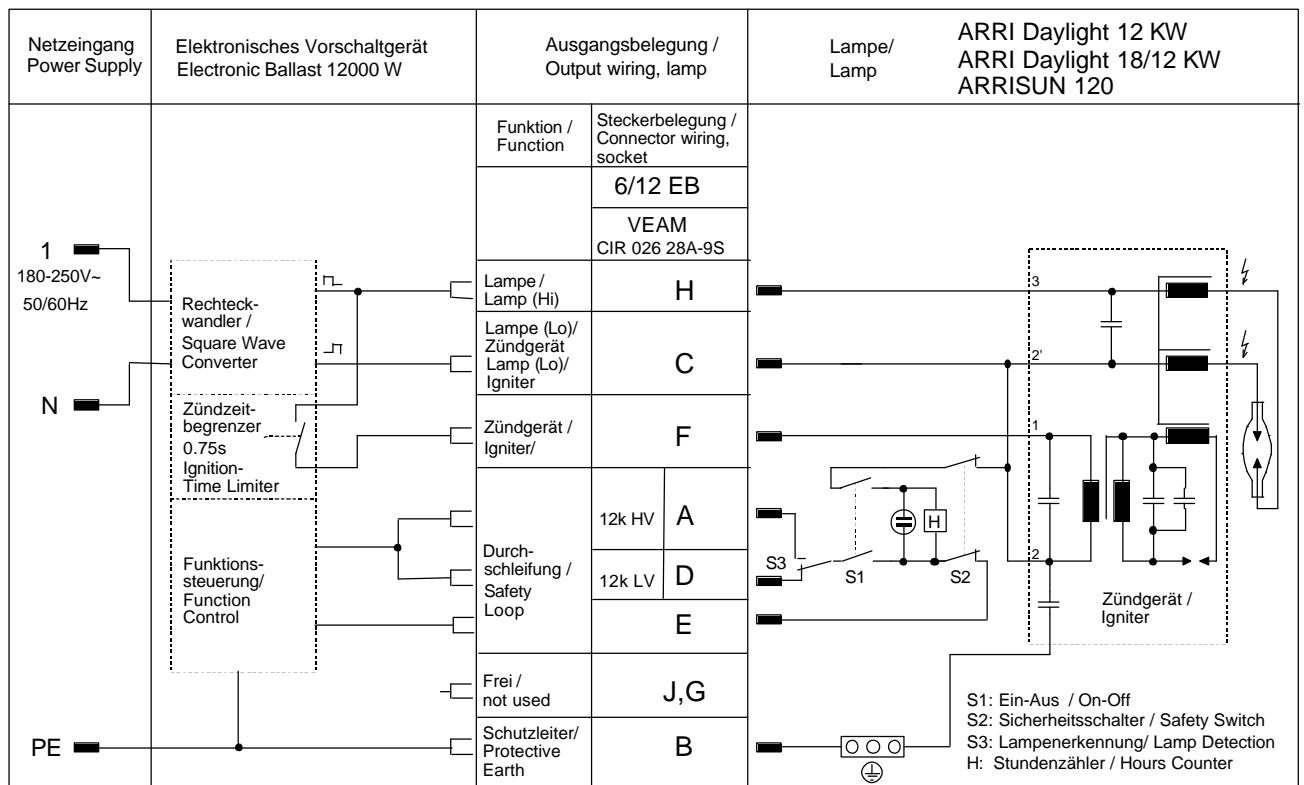 Netzeingang
Power Supply
Elektronisches Vorschaltgerät
Electronic Ballast 12000 W
Ausgangsbelegung /
Output wiring, lamp
Lampe/
Lamp
ARRI Daylight 12 KW
ARRI Daylight 18/12 KW
ARRISUN 120
Funktion /
Function
Steckerbelegung /
Connector wiring,
socket
6/12 EB
VEAM
CIR 026 28A-9S
1
180-250V~
50/60Hz
N
PE
Rechteck-
wandler /
Square Wave
Converter
Zündzeit-
begrenzer
0.75s
Ignition-
Time Limiter
Funktions-
steuerung/
Function
Control
Lampe /
Lamp (Hi)
H
Lampe (Lo)/
Zündgerät
Lamp (Lo)/
Igniter
C
Zündgerät /
Igniter/
F
Durch-
schleifung /
Safety
Loop
12k HV
A
12k LV
D
E
Frei /
not used
J,G
Schutzleiter/
Protective
Earth
B
3
2'
1
2
H
S3
S1
S2
Zündgerät /
Igniter
S1: Ein-Aus / On-Off
S2: Sicherheitsschalter / Safety Switch
S3: Lampenerkennung/ Lamp Detection
H: Stundenzähler / Hours Counter